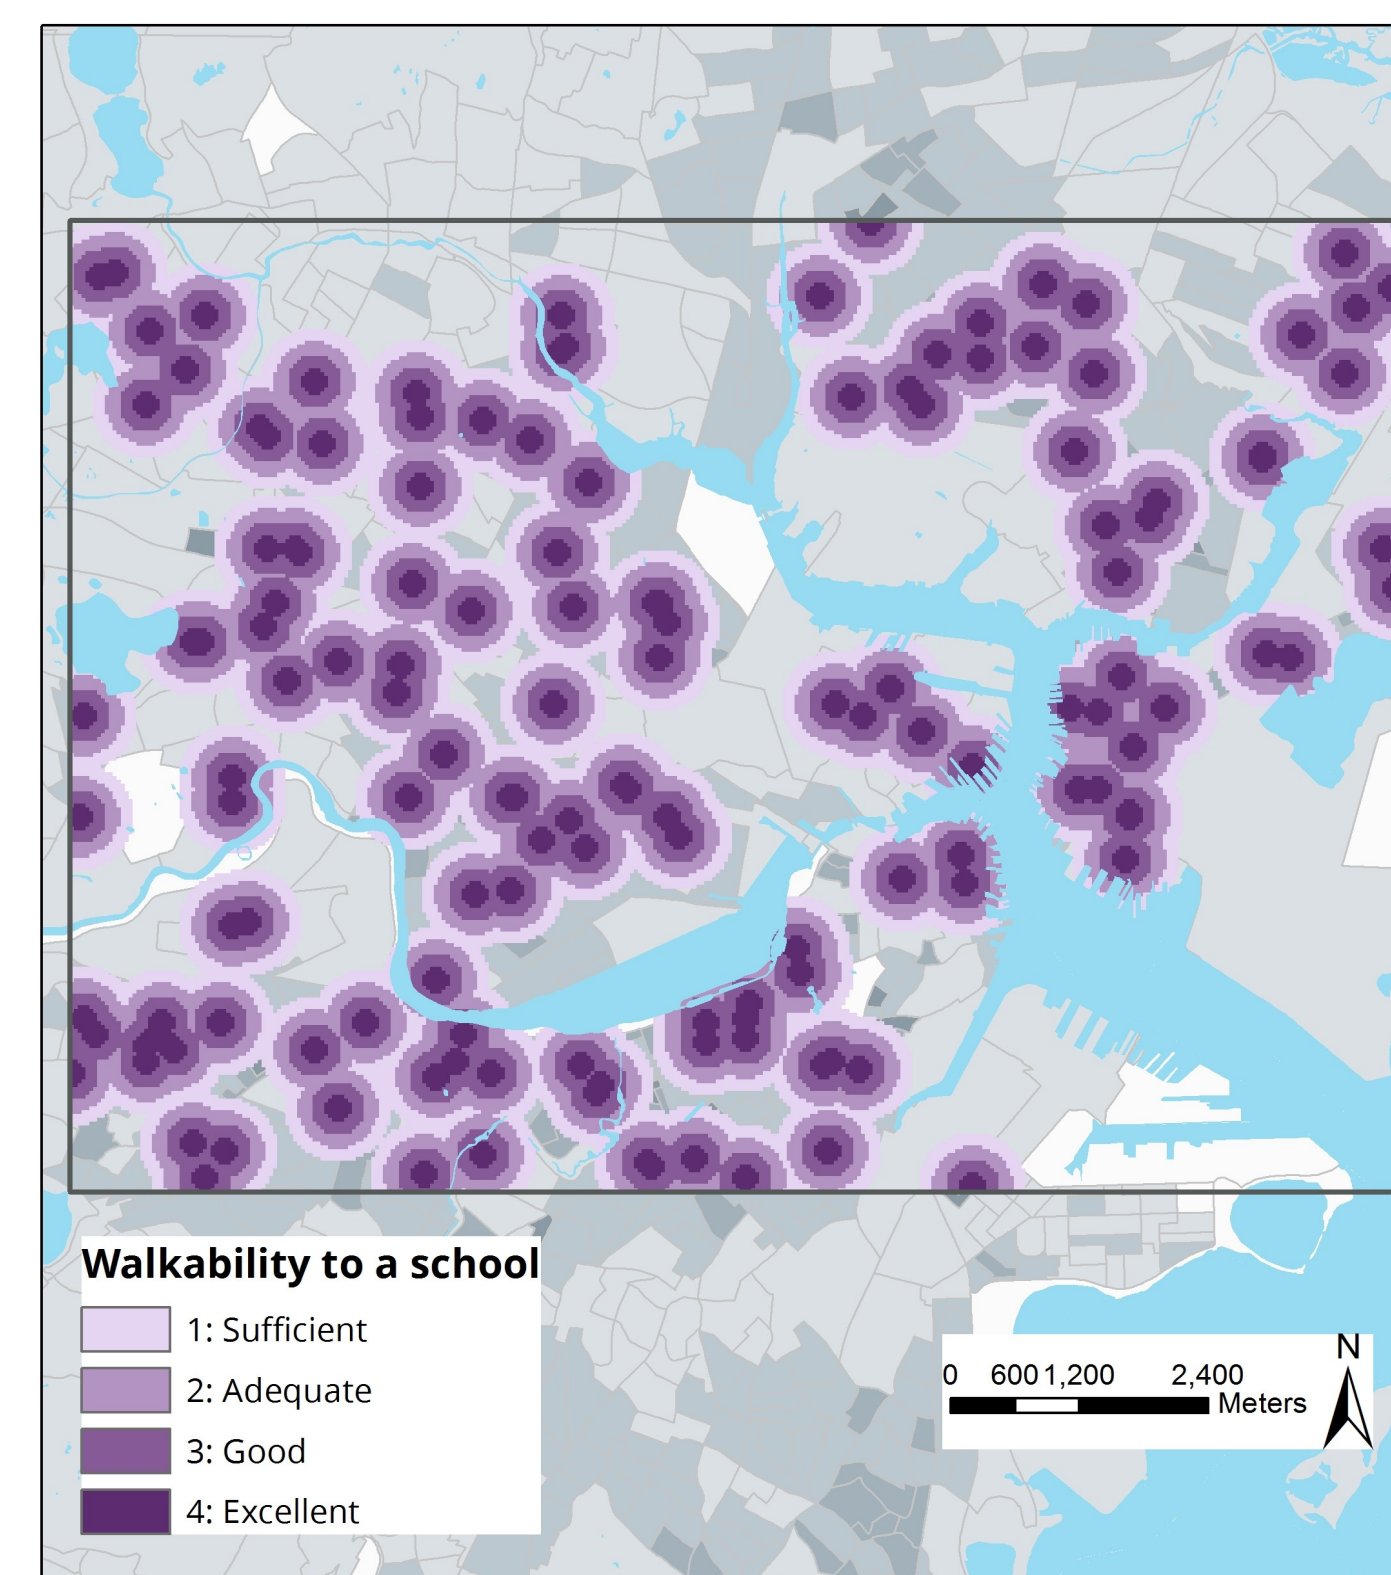 Walkability to a school
1: Sufficient
2: Adequate
3: Good
4: Excellent
N
0 600 1,200 2,400
Meters